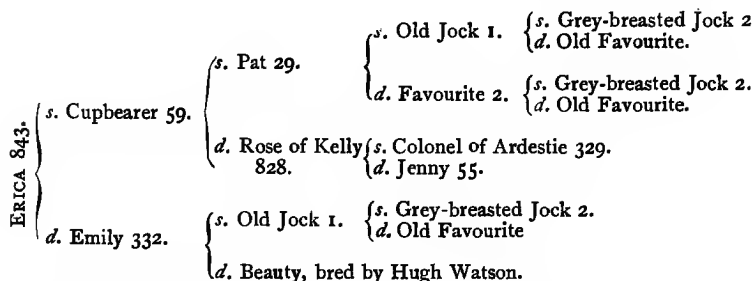 s. Old Jock 1. s. Grey-breasted Jock 2
d. Old Favourite.
s. Pat 29.
d. Favourite 2. s. Grey-breasted Jock 2.
d. Old Favourite.
s. Cupbearer 59.
d. Rose of Kelly s. Colonel of Ardestie 329.
828. d. Jenny 55.
ERICA 843.
d. Emily 332.
s. Old Jock 1. s. Grey-breasted Jock 2.
d. Old Favourite
d. Beauty, bred by Hugh Watson.